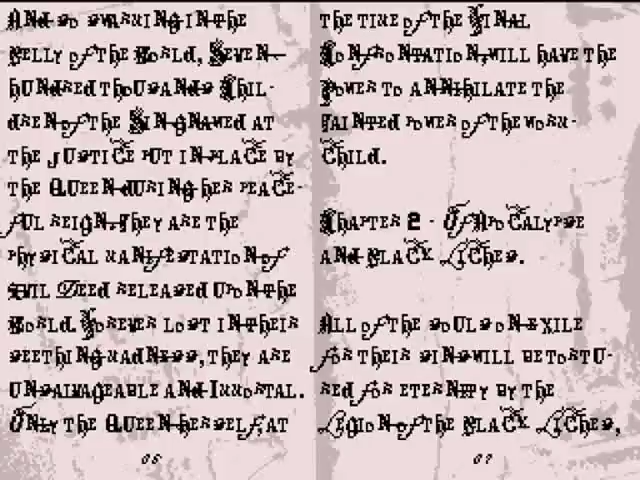 And so swarming in the
belly of the World, seven-
hundred thousand Chil-
dren of the Sin gnawed at
the justice put in place by
the Queen during her peace-
ful reign. They are the
physical manifestation of
evil Deed released upon the
World. Forever lost in their
seething madness, they are
unsalvageable and immortal.
Only the Queen herself, at
06
the time of the Final
Confrontation, will have the
power to annihilate the
tainted power of the worm-
Child.
Chapter 2 - Of Apocalypse
and Black Liches.
All of the souls on exile
for their sins will be tortu-
red for eternity by the
Legion of the Black Liches,
07